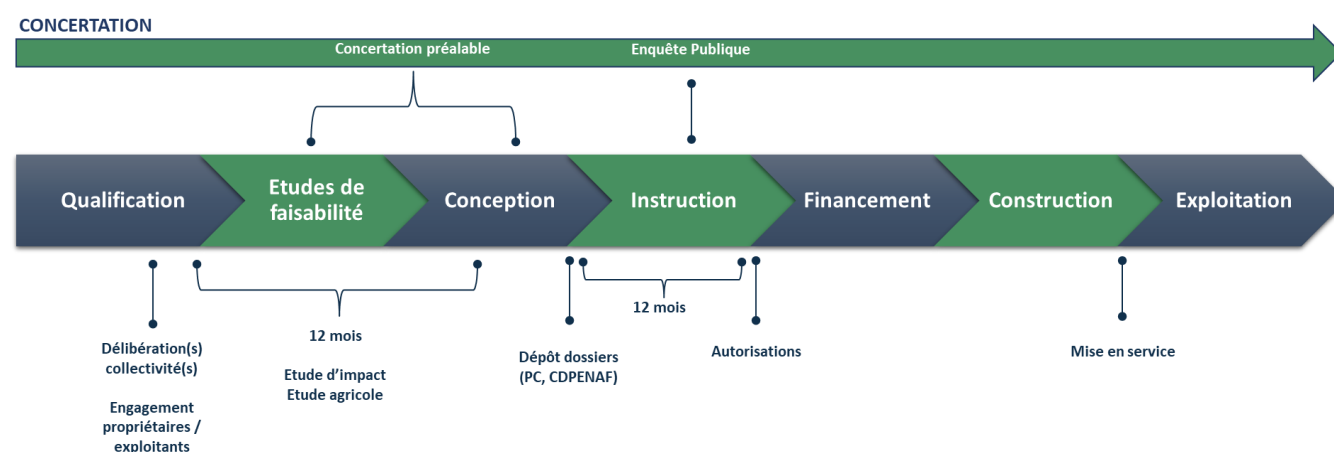 CONCERTATION
Concertation préalable
Enquête Publique
Qualification
Etudes de
faisabilité
Conception
Instruction
Financement
Construction
Exploitation
Délibération(s)
collectivité(s)
Engagement
propriétaires /
exploitants
12 mois
Etude d’impact
Etude agricole
Dépôt dossiers
(PC, CDPENAF)
12 mois
Autorisations
Mise en service